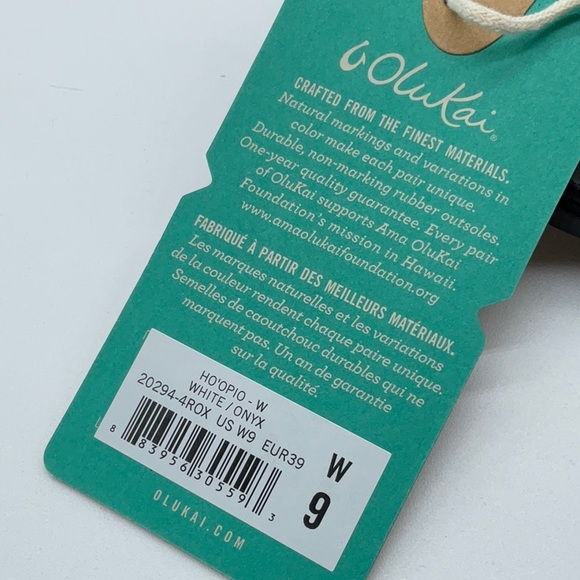 OluKai®
CRAFTED FROM THE FINEST MATERIALS.
Natural markings and variations in
color make each pair unique.
Durable, non-marking rubber outsoles.
One-year quality guarantee. Every pair
of OluKai supports Ama OluKai
Foundation's mission in Hawaii.
www.amaolukaifoundation.org
FABRIQUÉ À PARTIR DES MEILLEURS MATÉRIAUX.
Les marques naturelles et les variations
de la couleur rendent chaque paire unique.
Semelles de caoutchouc durables qui ne
marquent pas. Un an de garantie
sur la qualité.
HO'OPIO - W
WHITE / ONYX
20294-4ROX US W9 EUR39
8 83956 30559 3
W
9
OLUKAI.COM